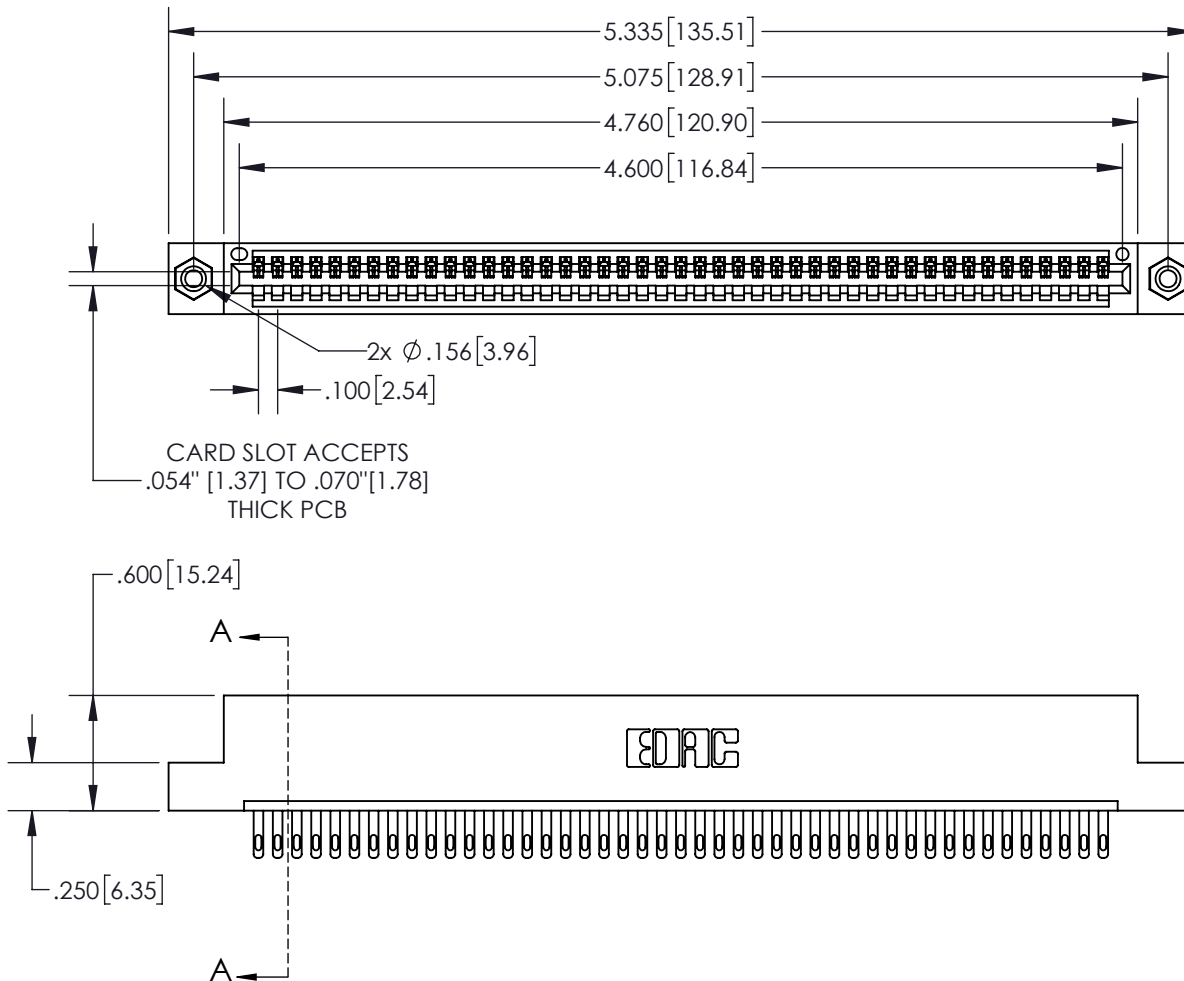 5.335[135.51]
5.075[128.91]
4.760[120.90]
4.600[116.84]
2x Ø.156[3.96]
.100[2.54]
CARD SLOT ACCEPTS
.054" [1.37] TO .070"[1.78]
THICK PCB
.600[15.24]
A
EDAC
.250[6.35]
A